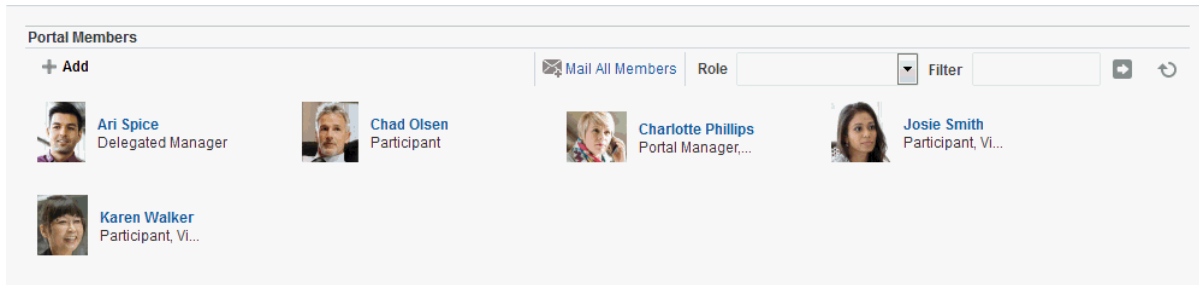 Portal Members
Add
Mail All Members
Role
Filter
Ari Spice
Delegated Manager
Chad Olsen
Participant
Charlotte Phillips
Portal Manager,...
Josie Smith
Participant, Vi...
Karen Walker
Participant, Vi...